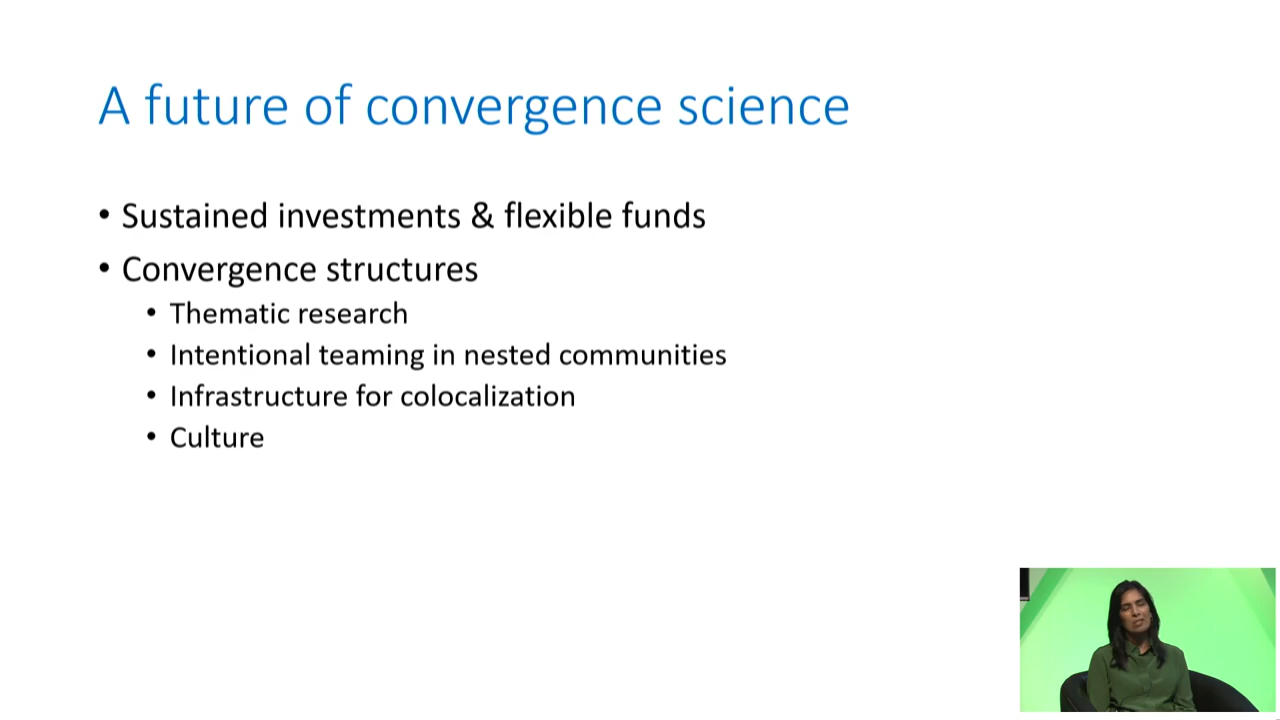 A future of convergence science
• Sustained investments & flexible funds
• Convergence structures
• Thematic research
• Intentional teaming in nested communities
• Infrastructure for colocalization
• Culture